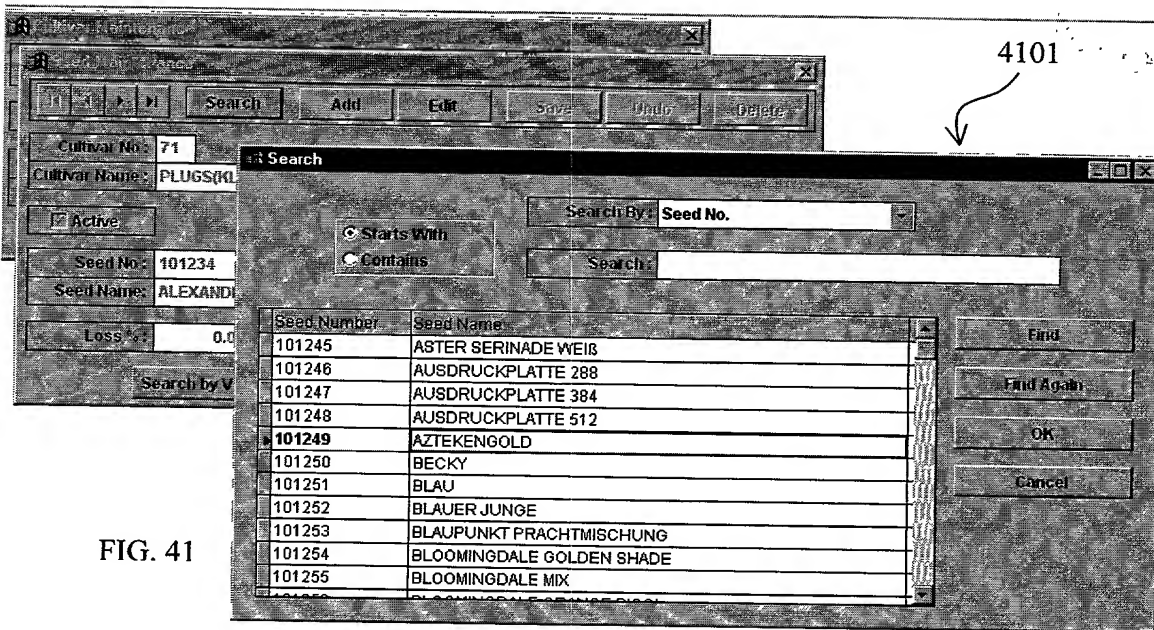 4101
Search Add Edit Save Undo Delete
Cultivar No : 71
Cultivar Name : PLUGS(KL
Active
Seed No : 101234
Seed Name: ALEXAND
Loss % : 0.0
Search by V
Search
Starts With
Contains
Search By : Seed No.
Search :
Seed Number Seed Name
101245 ASTER SERINADE WEIß
101246 AUSDRUCKPLATTE 288
101247 AUSDRUCKPLATTE 384
101248 AUSDRUCKPLATTE 512
101249 AZTEKENGOLD
101250 BECKY
101251 BLAU
101252 BLAUER JUNGE
101253 BLAUPUNKT PRACHTMISCHUNG
101254 BLOOMINGDALE GOLDEN SHADE
101255 BLOOMINGDALE MIX
Find
Find Again
OK
Cancel
FIG. 41